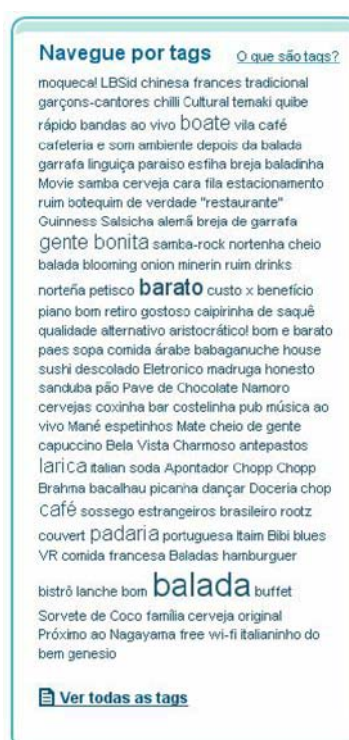 Navegue por tags O que são tags?
moqueca! LBSid chinesa frances tradicional
garçons-cantores chilli Cultural temaki quibe
rápido bandas ao vivo boate vila café
cafeteria e som ambiente depois da balada
garrafa linguiça paraiso esfiha breja baladinha
Movie samba cerveja cara fila estacionamento
ruim botequim de verdade "restaurante"
Guinness Salsicha alemã breja de garrafa
gente bonita samba-rock nortenha cheio
balada blooming onion minerin ruim drinks
norteña petisco barato custo x benefício
piano bom retiro gostoso caipirinha de saquê
qualidade alternativo aristocrático! bom e barato
paes sopa comida árabe babaganuche house
sushi descolado Eletronico madruga honesto
sanduba pão Pave de Chocolate Namoro
cervejas coxinha bar costelinha pub música ao
vivo Mané espetinhos Mate cheio de gente
capuccino Bela Vista Charmoso antepastos
larica italian soda Apontador Chopp Chopp
Brahma bacalhau picanha dançar Doceria chop
café sossego estrangeiros brasileiro rootz
couvert padaria portuguesa Itaim Bibi blues
VR comida francesa Baladas hamburguer
bistrô lanche bom balada buffet
Sorvete de Coco família cerveja original
Próximo ao Nagayama free wi-fi italianinho do
bem genesio
Ver todas as tags